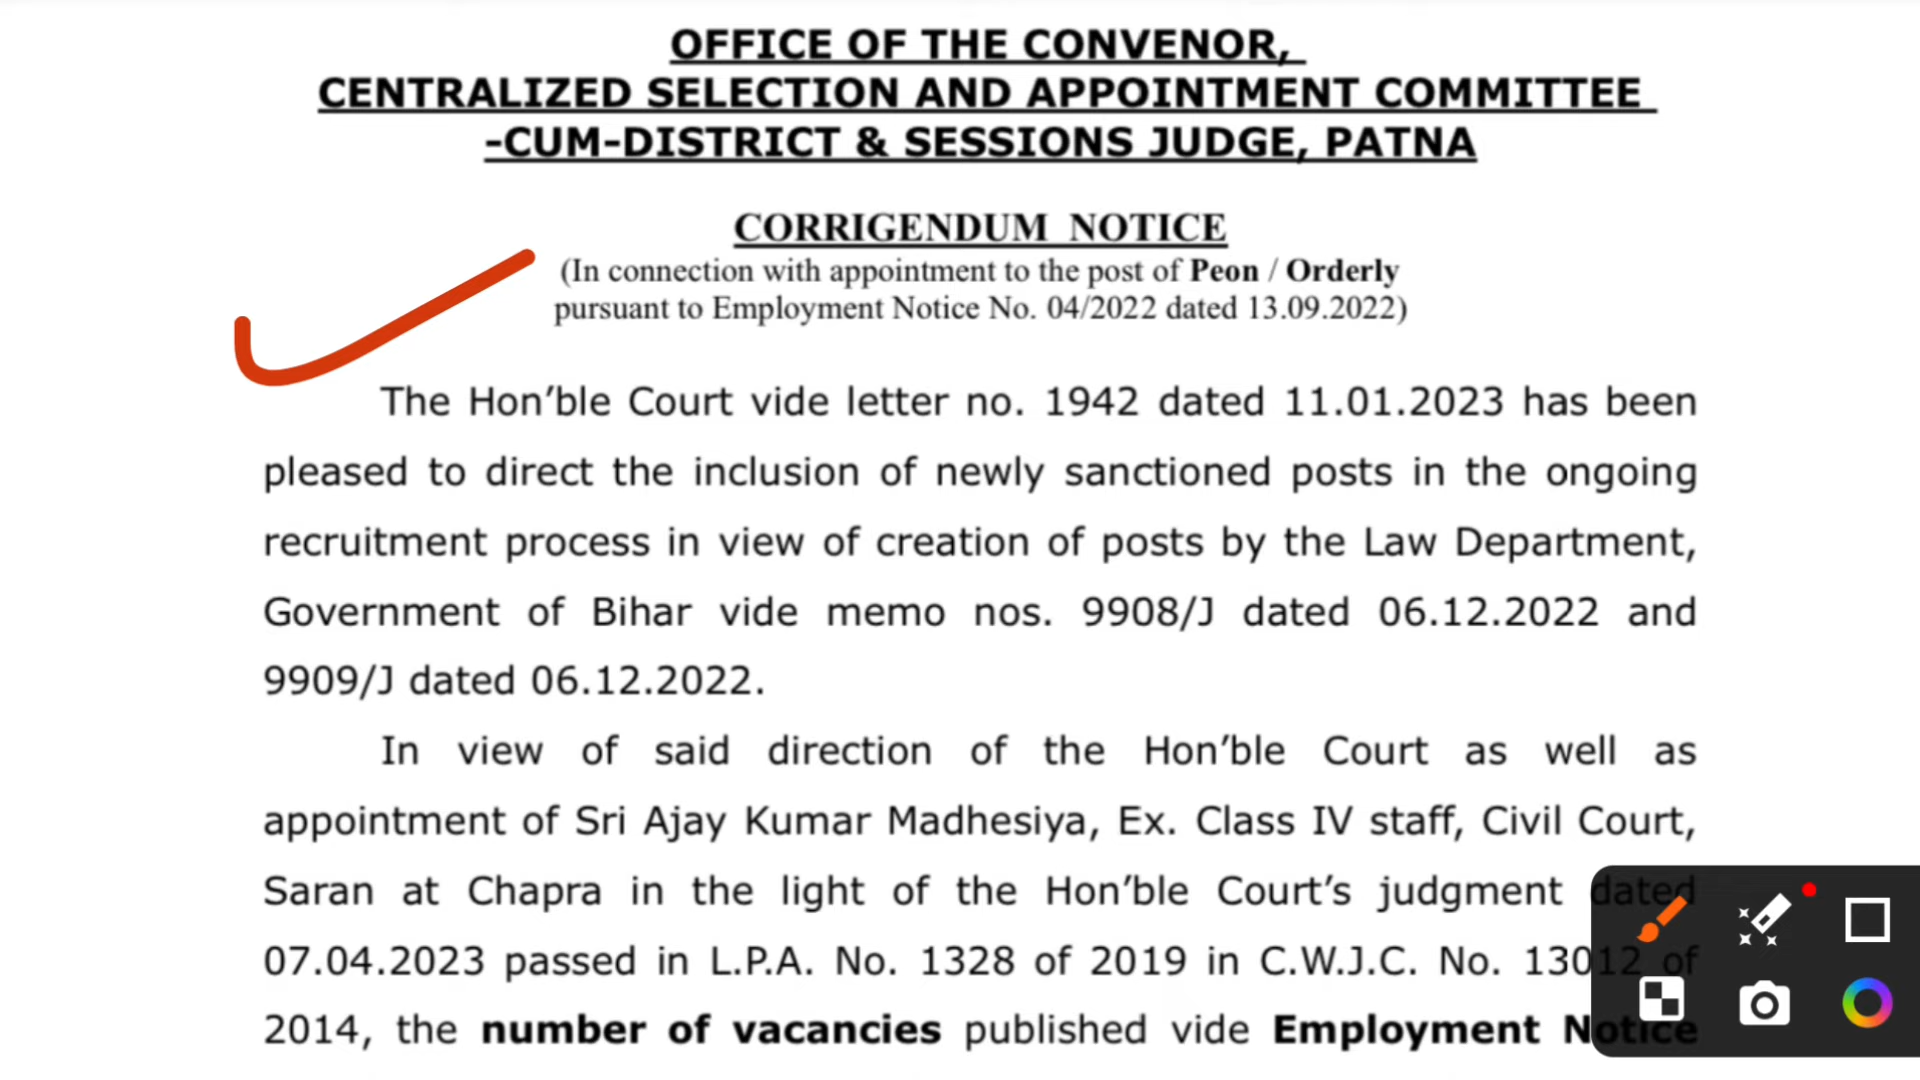 OFFICE OF THE CONVENOR,
CENTRALIZED SELECTION AND APPOINTMENT COMMITTEE
-CUM-DISTRICT & SESSIONS JUDGE, PATNA
CORRIGENDUM NOTICE
(In connection with appointment to the post of Peon / Orderly
pursuant to Employment Notice No. 04/2022 dated 13.09.2022)
The Hon’ble Court vide letter no. 1942 dated 11.01.2023 has been
pleased to direct the inclusion of newly sanctioned posts in the ongoing
recruitment process in view of creation of posts by the Law Department,
Government of Bihar vide memo nos. 9908/J dated 06.12.2022 and
9909/J dated 06.12.2022.
In view of said direction of the Hon’ble Court as well as
appointment of Sri Ajay Kumar Madhesiya, Ex. Class IV staff, Civil Court,
Saran at Chapra in the light of the Hon’ble Court’s judgment dated
07.04.2023 passed in L.P.A. No. 1328 of 2019 in C.W.J.C. No. 13012 of
2014, the number of vacancies published vide Employment Notice